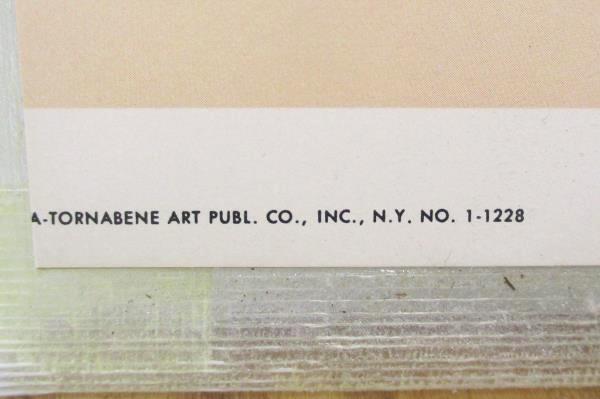 A-TORNABENE ART PUBL. CO., INC., N.Y. NO. 1-1228